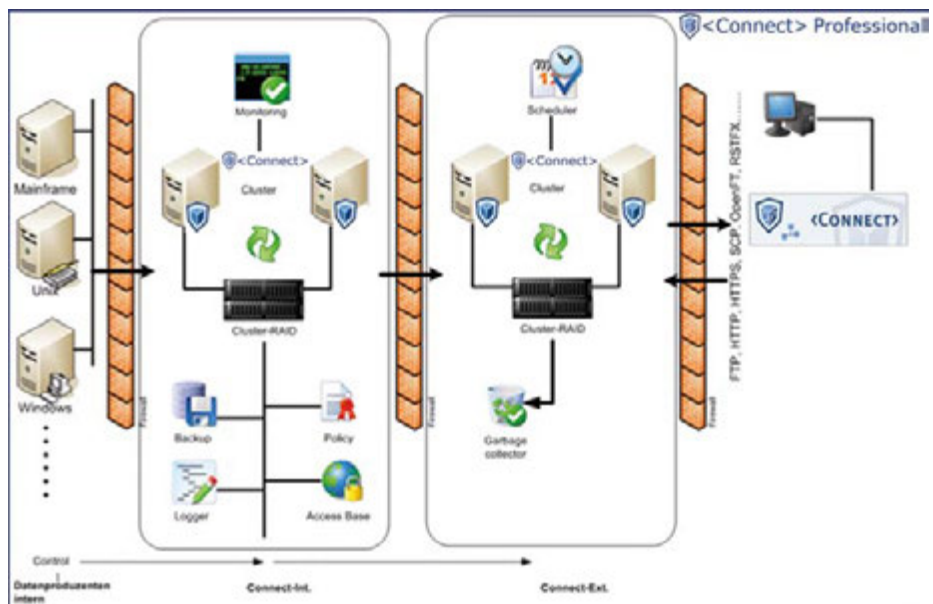 <Connect> Professional
Monitoring
Scheduler
<Connect>
Cluster
<Connect>
Cluster
Mainframe
Unix
Windows
Cluster-RAID
Cluster-RAID
Firewall
Firewall
Firewall
FTP, HTTP, HTTPS, SCP, OpenFT, RSTFX......
<CONNECT>
Backup
Policy
Logger
Access Base
Garbage
collector
Control
Datenproduzenten
intern
Connect-Int.
Connect-Ext.